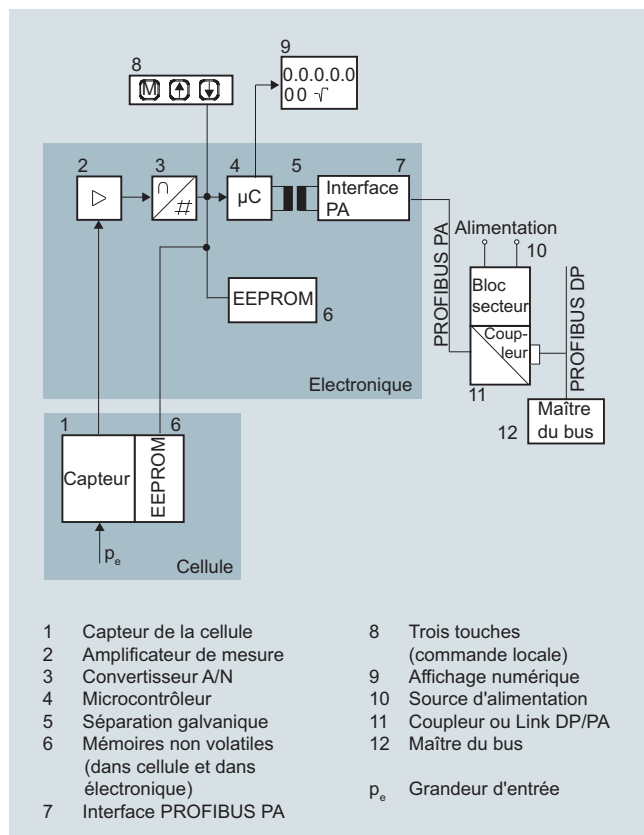 9
8
0.0.0.0.0
00 √
M
2
3
4
5
7
µC
Interface
PA
∩
#
Alimentation
10
EEPROM
6
PROFIBUS PA
Bloc
secteur
Coup-
leur
PROFIBUS DP
11
Electronique
Maître
du bus
12
1
6
Capteur
EEPROM
pe
Cellule
1 Capteur de la cellule
2 Amplificateur de mesure
3 Convertisseur A/N
4 Microcontrôleur
5 Séparation galvanique
6 Mémoires non volatiles
(dans cellule et dans
électronique)
7 Interface PROFIBUS PA
8 Trois touches
(commande locale)
9 Affichage numérique
10 Source d'alimentation
11 Coupleur ou Link DP/PA
12 Maître du bus
pe Grandeur d'entrée